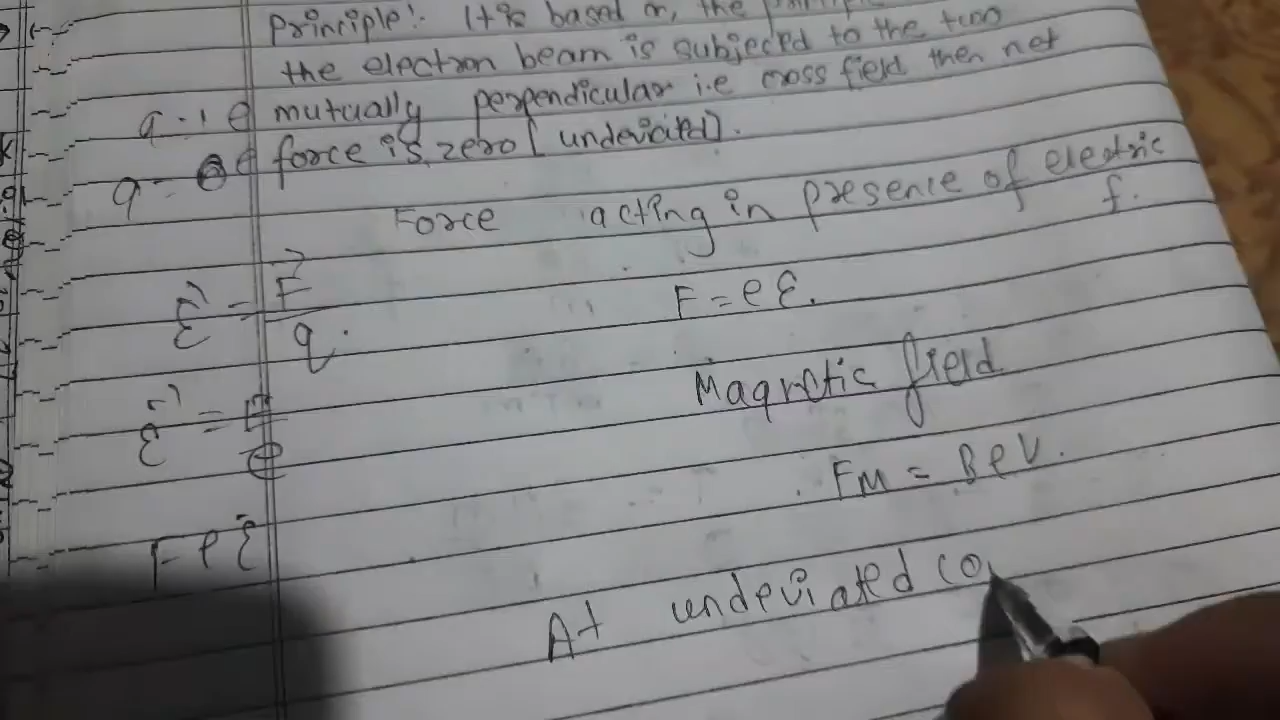 Principle:- It is based on, the
the electron beam is subjected to the two
mutually perpendicular i.e cross field then net
force is zero [undeviated].
q = e
Force acting in presence of electric
f.
E = F
q.
F = eE.
Magnetic field
E = F
e
FM = BeV.
F eE
At undeviated co